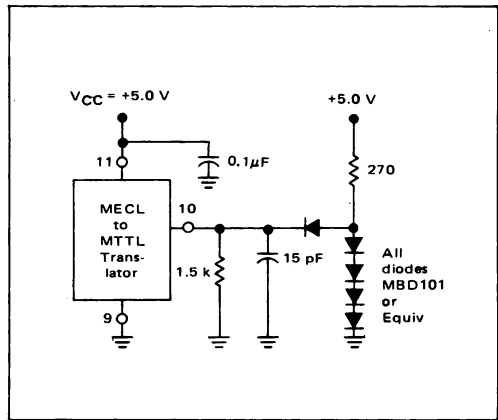 V_CC = +5.0 V
+5.0 V
11
0.1μF
270
MECL
to
MTTL
Trans-
lator
10
1.5 k
15 pF
All
diodes
MBD101
or
Equiv
9